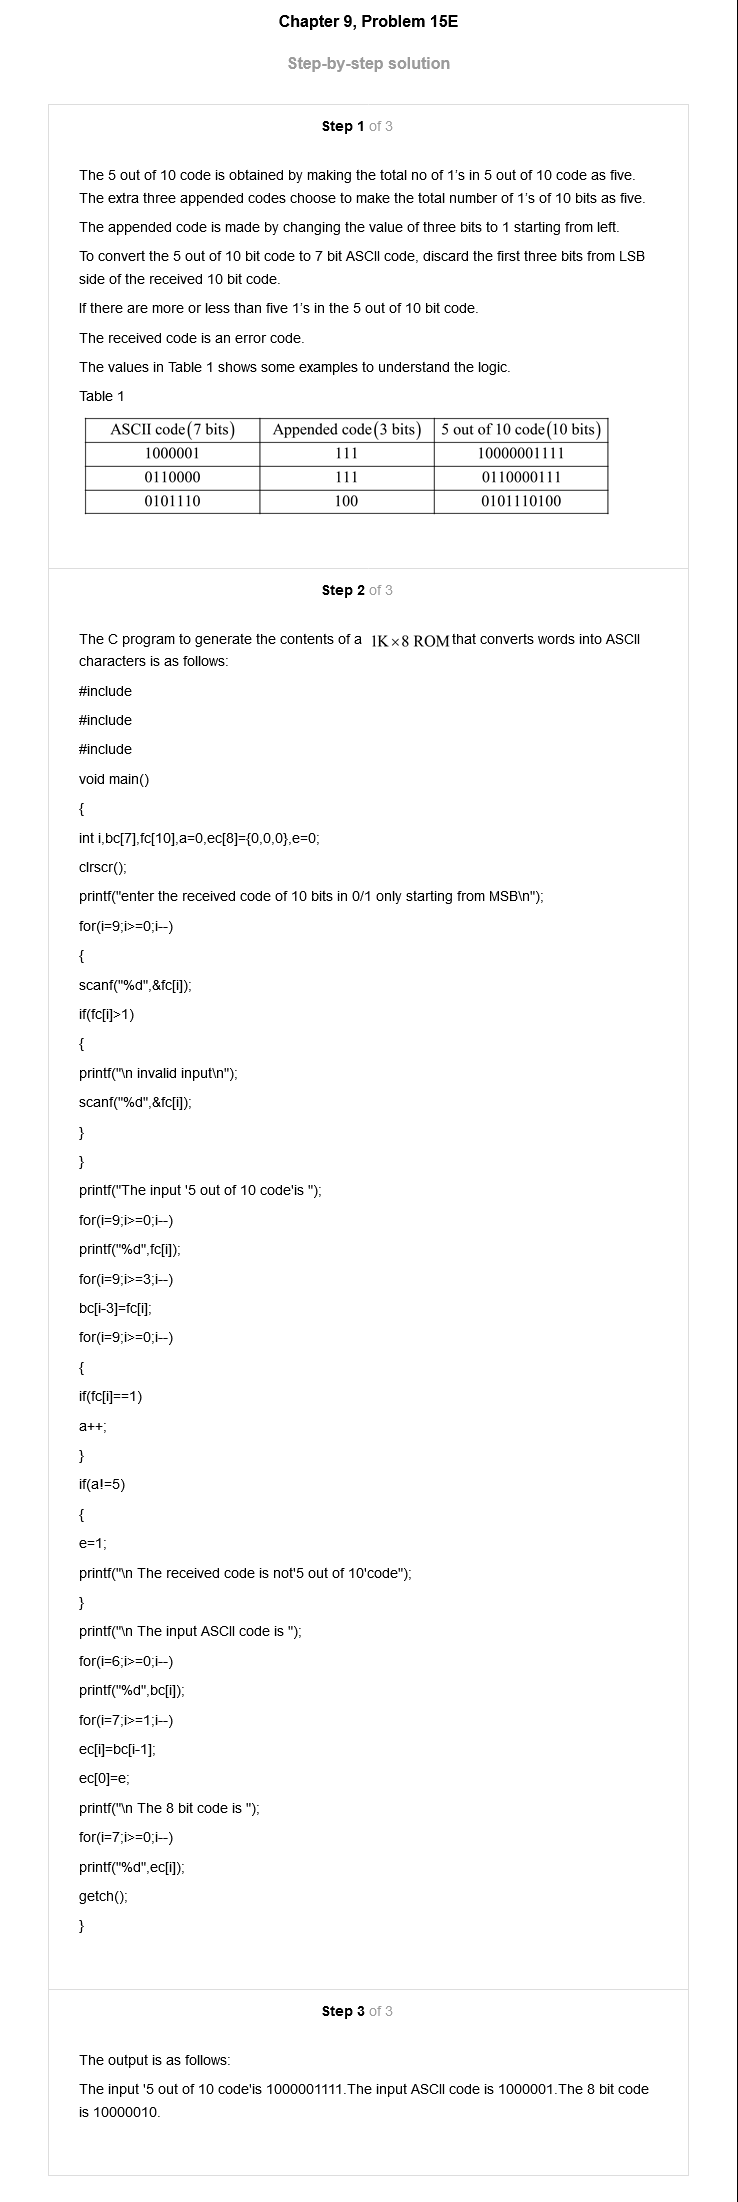 Chapter 9, Problem 15E
Step-by-step solution
Step 1 of 3
The 5 out of 10 code is obtained by making the total no of 1's in 5 out of 10 code as five.
The extra three appended codes choose to make the total number of 1's of 10 bits as five.
The appended code is made by changing the value of three bits to 1 starting from left.
To convert the 5 out of 10 bit code to 7 bit ASCII code, discard the first three bits from LSB
side of the received 10 bit code.
If there are more or less than five 1's in the 5 out of 10 bit code.
The received code is an error code.
The values in Table 1 shows some examples to understand the logic.
Table 1
ASCII code(7 bits) Appended code(3 bits) 5 out of 10 code(10 bits)
1000001 111 10000001111
0110000 111 0110000111
0101110 100 0101110100
Step 2 of 3
The C program to generate the contents of a 1K×8 ROM that converts words into ASCII
characters is as follows:
#include
#include
#include
void main()
{
int i,bc[7],fc[10],a=0,ec[8]={0,0,0},e=0;
clrscr();
printf("enter the received code of 10 bits in 0/1 only starting from MSB\n");
for(i=9;i>=0;i--)
{
scanf("%d",&fc[i]);
if(fc[i]>1)
{
printf("\n invalid input\n");
scanf("%d",&fc[i]);
}
}
printf("The input '5 out of 10 code'is ");
for(i=9;i>=0;i--)
printf("%d",fc[i]);
for(i=9;i>=3;i--)
bc[i-3]=fc[i];
for(i=9;i>=0;i--)
{
if(fc[i]==1)
a++;
}
if(a!=5)
{
e=1;
printf("\n The received code is not'5 out of 10'code");
}
printf("\n The input ASCII code is ");
for(i=6;i>=0;i--)
printf("%d",bc[i]);
for(i=7;i>=1;i--)
ec[i]=bc[i-1];
ec[0]=e;
printf("\n The 8 bit code is ");
for(i=7;i>=0;i--)
printf("%d",ec[i]);
getch();
}
Step 3 of 3
The output is as follows:
The input '5 out of 10 code'is 1000001111.The input ASCII code is 1000001.The 8 bit code
is 10000010.